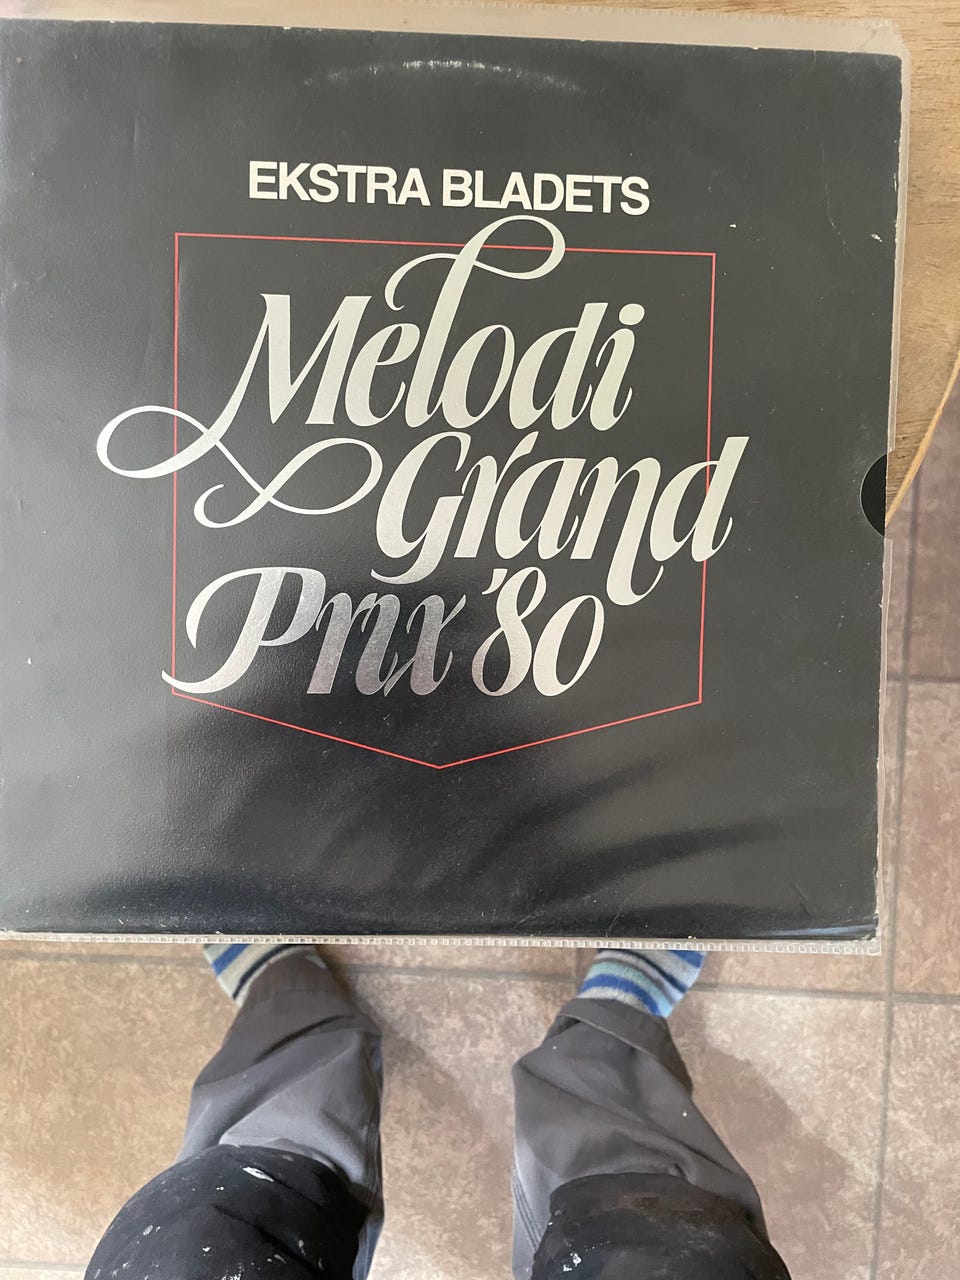 EKSTRA BLADETS
Melodi
Grand
Prix '80